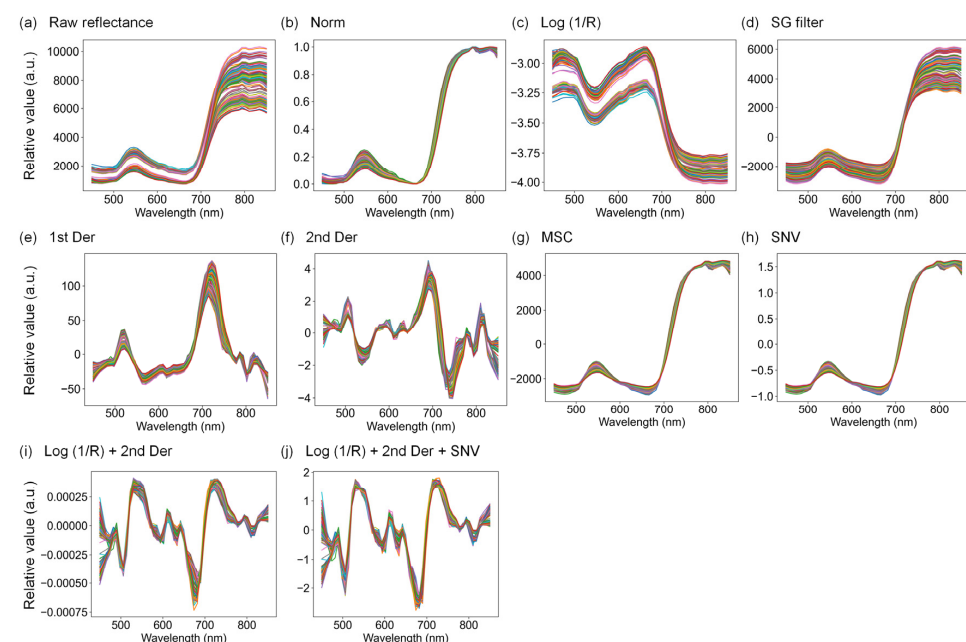 (a) Raw reflectance
(b) Norm
(c) Log (1/R)
(d) SG filter
Relative value (a.u.)
10000
8000
6000
4000
2000
500 600 700 800
Wavelength (nm)
1.0
0.8
0.6
0.4
0.2
0.0
500 600 700 800
Wavelength (nm)
−3.00
−3.25
−3.50
−3.75
−4.00
500 600 700 800
Wavelength (nm)
6000
4000
2000
0
−2000
500 600 700 800
Wavelength (nm)
(e) 1st Der
(f) 2nd Der
(g) MSC
(h) SNV
Relative value (a.u.)
100
50
0
−50
500 600 700 800
Wavelength (nm)
4
2
0
−2
−4
500 600 700 800
Wavelength (nm)
4000
2000
0
−2000
500 600 700 800
Wavelength (nm)
1.5
1.0
0.5
0.0
−0.5
−1.0
500 600 700 800
Wavelength (nm)
(i) Log (1/R) + 2nd Der
(j) Log (1/R) + 2nd Der + SNV
Relative value (a.u.)
0.00025
0.00000
−0.00025
−0.00050
−0.00075
500 600 700 800
Wavelength (nm)
2
1
0
−1
−2
500 600 700 800
Wavelength (nm)